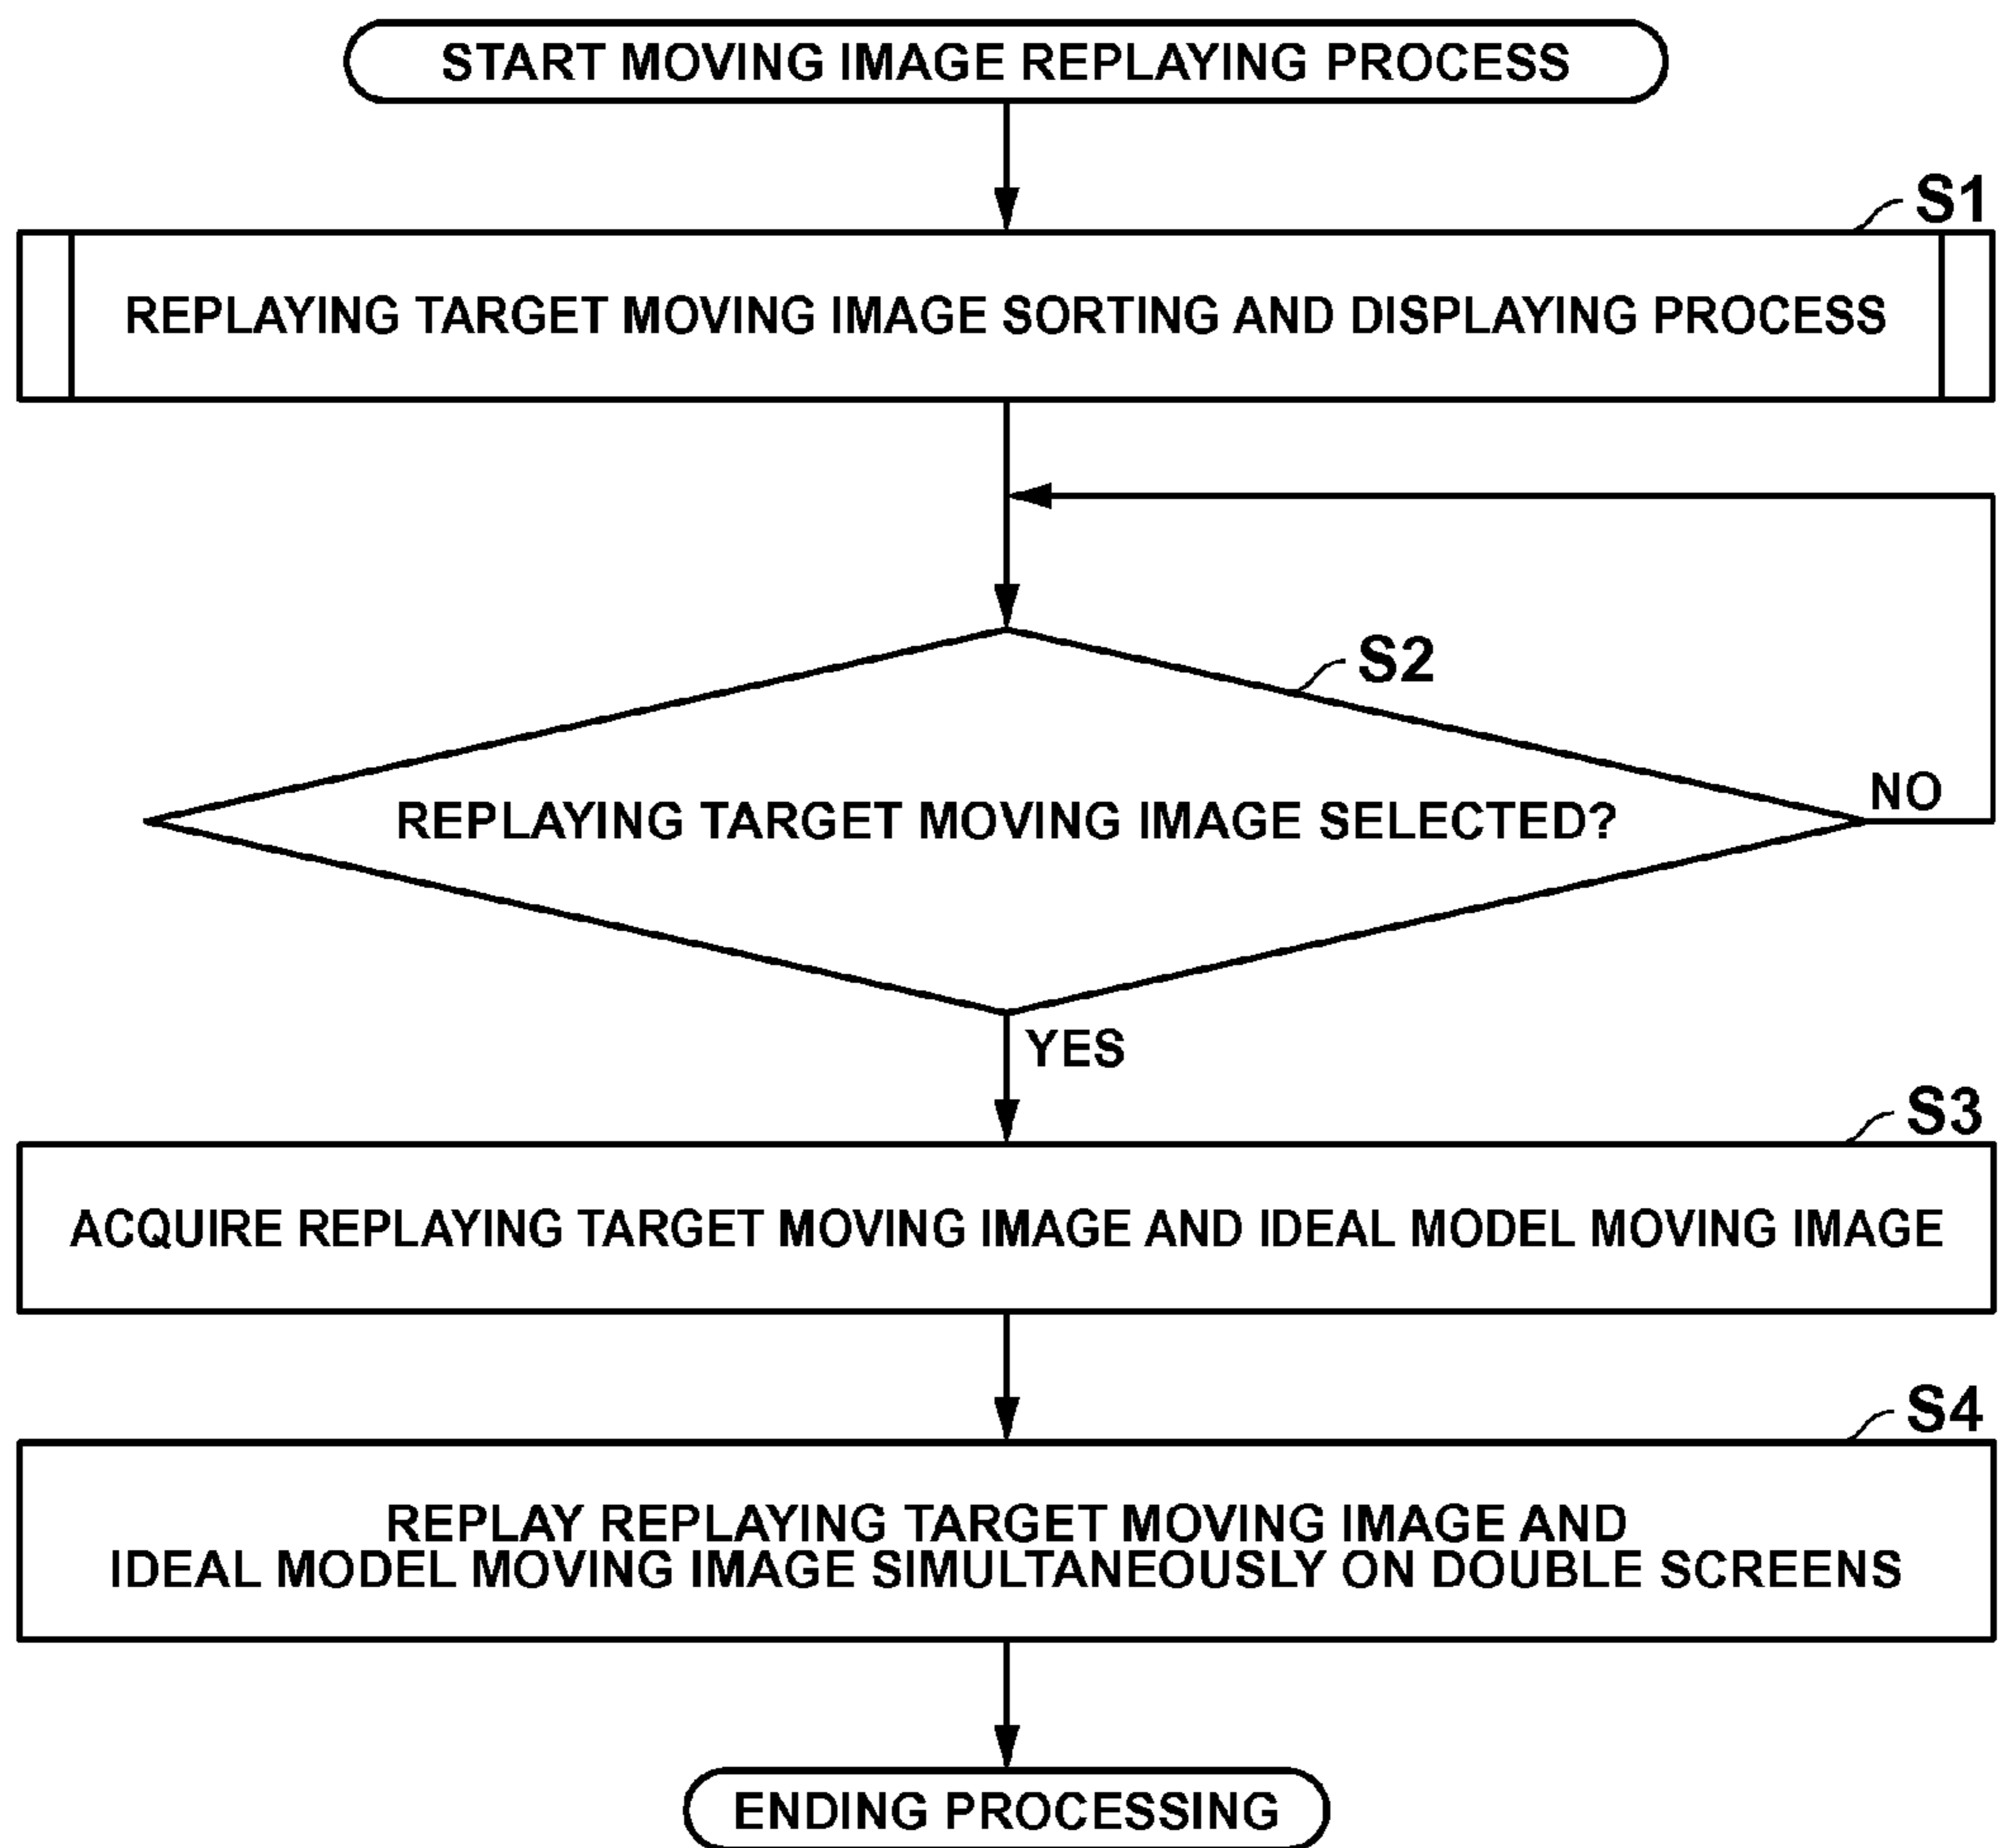 START MOVING IMAGE REPLAYING PROCESS
S1
REPLAYING TARGET MOVING IMAGE SORTING AND DISPLAYING PROCESS
S2
REPLAYING TARGET MOVING IMAGE SELECTED?
NO
YES
S3
ACQUIRE REPLAYING TARGET MOVING IMAGE AND IDEAL MODEL MOVING IMAGE
S4
REPLAY REPLAYING TARGET MOVING IMAGE AND
IDEAL MODEL MOVING IMAGE SIMULTANEOUSLY ON DOUBLE SCREENS
ENDING PROCESSING